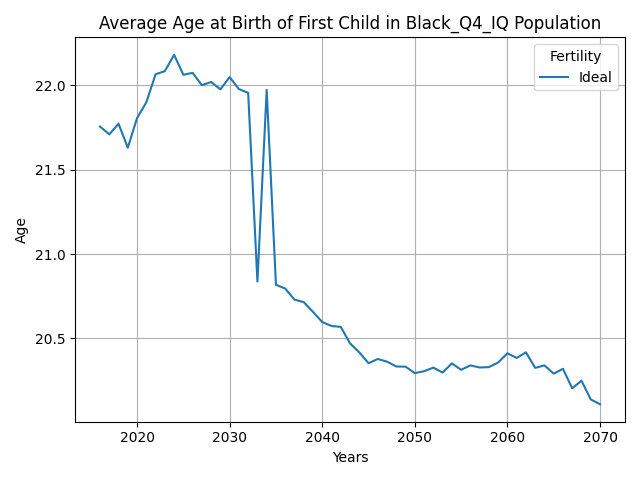 Average Age at Birth of First Child in Black_Q4_IQ Population
Fertility
Ideal
22.0
21.5
21.0
20.5
Age
2020 2030 2040 2050 2060 2070
Years